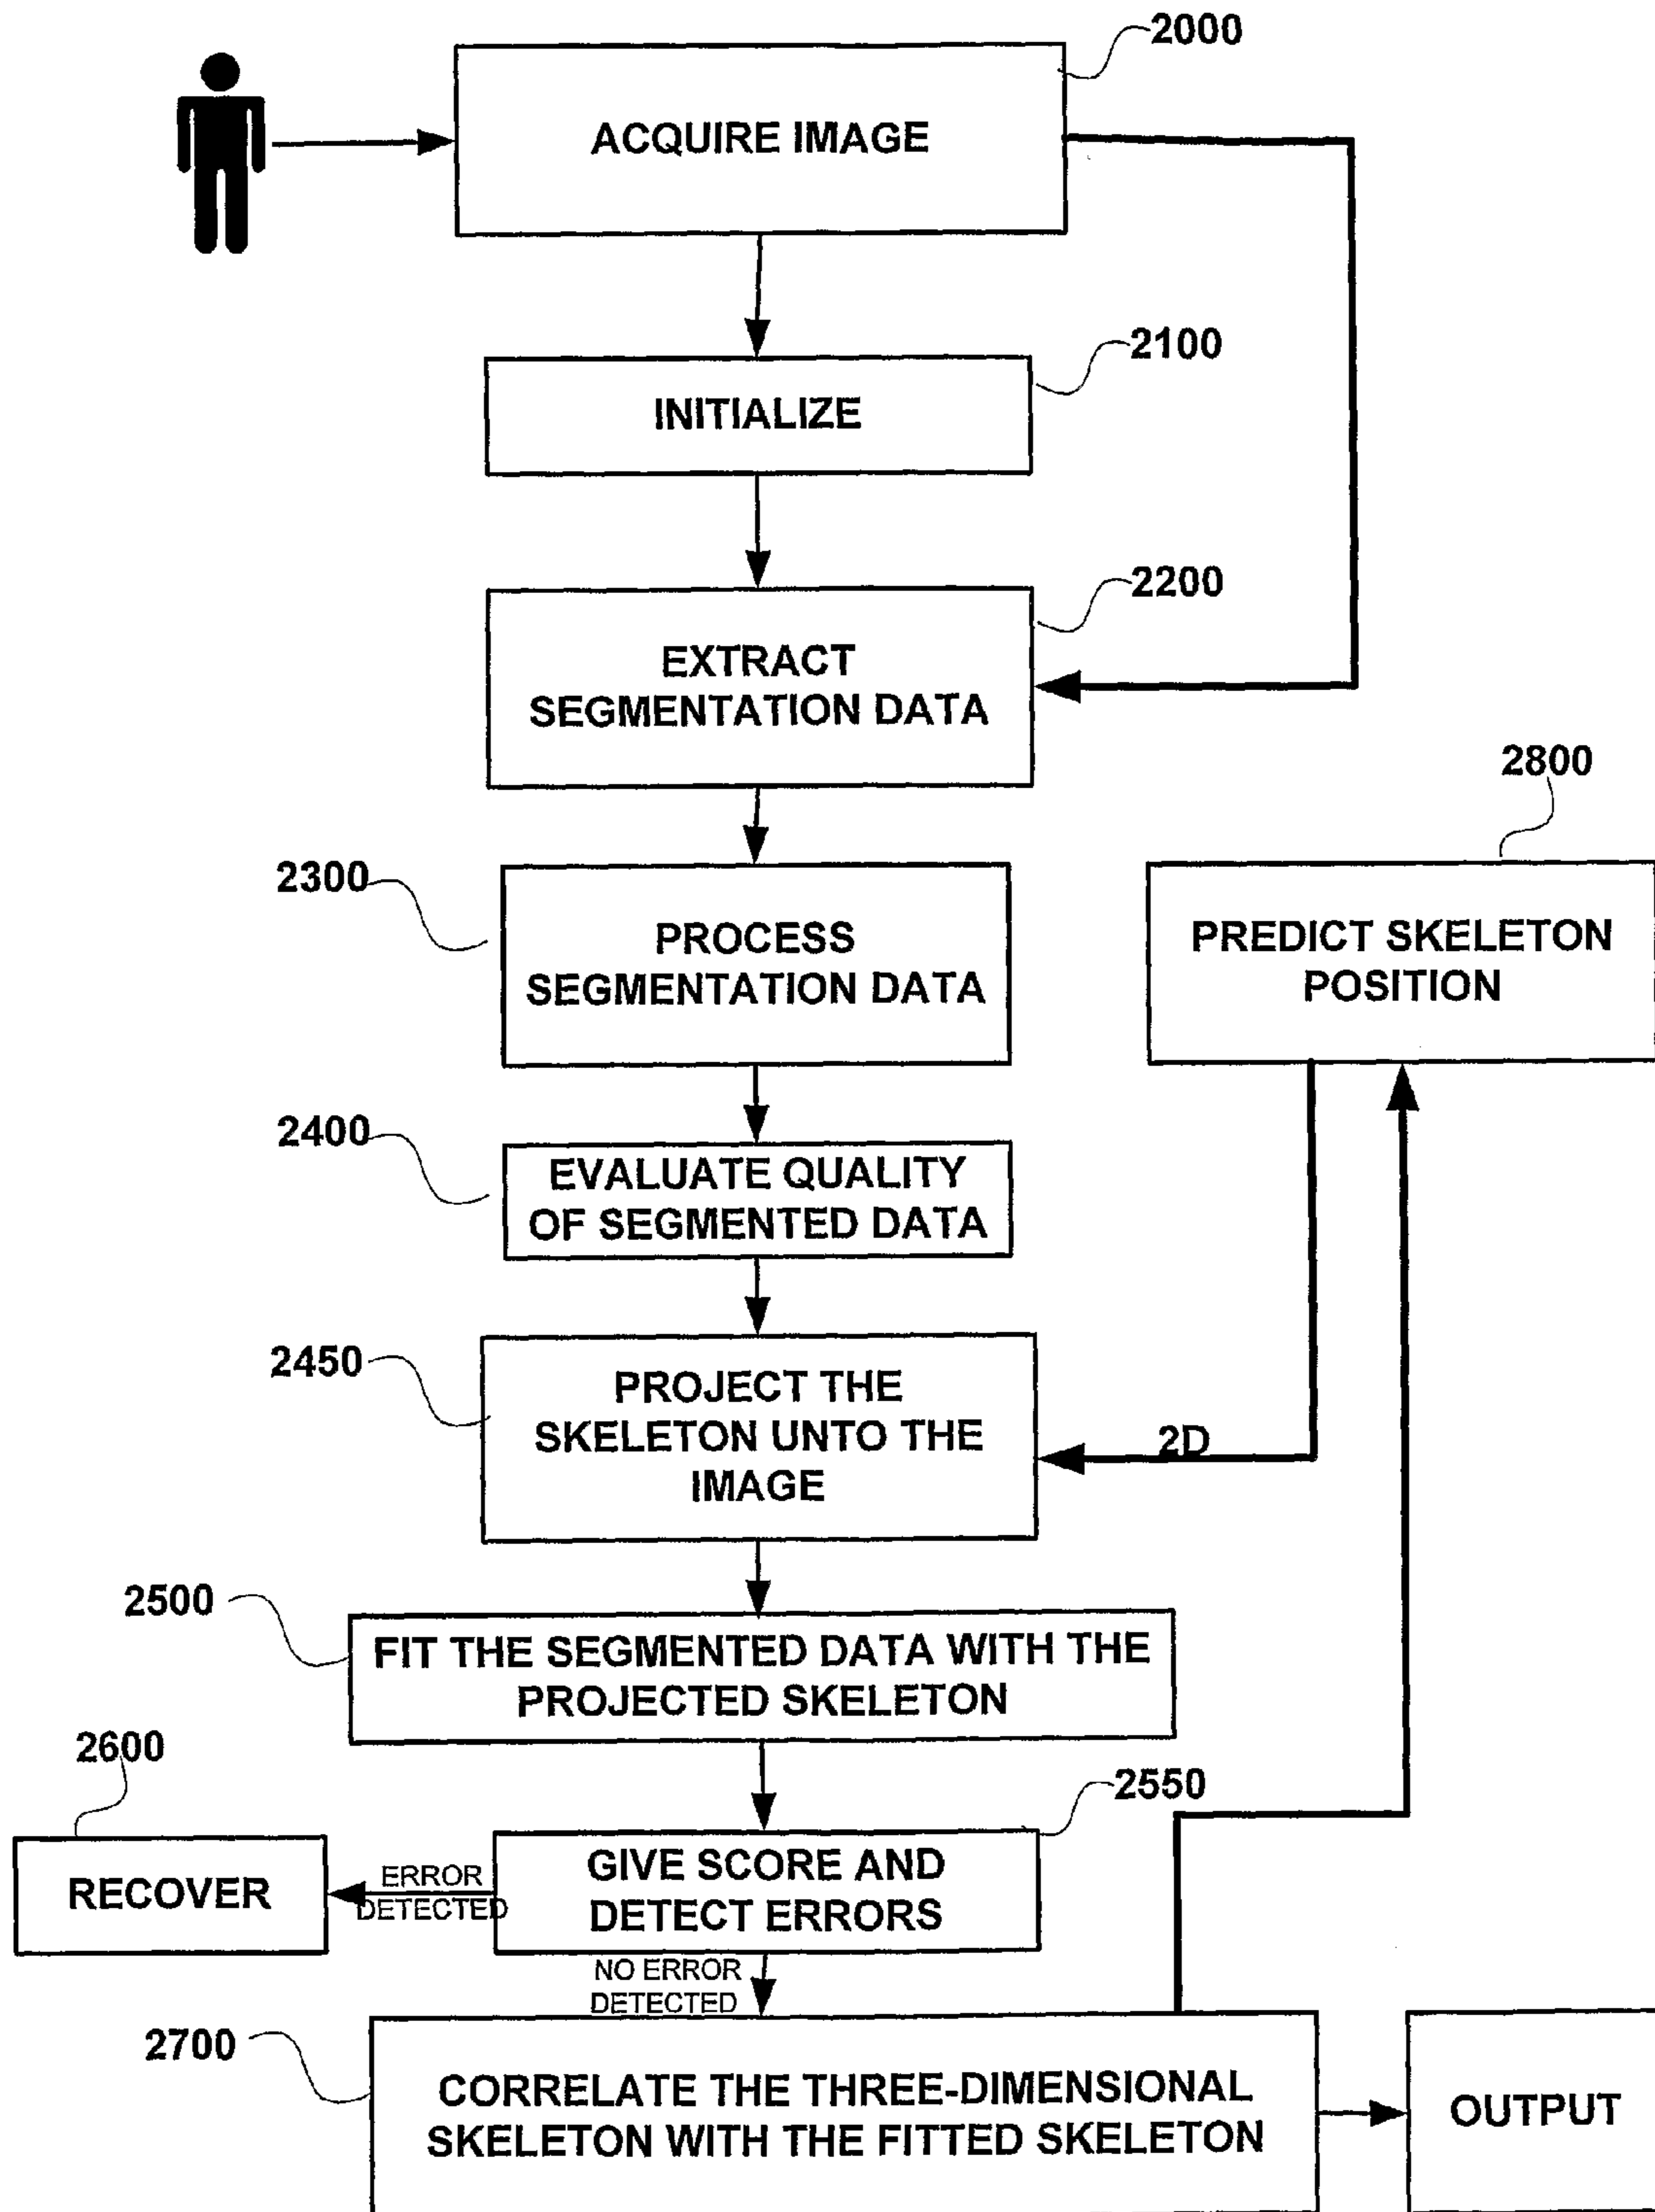 2000
ACQUIRE IMAGE
2100
INITIALIZE
2200
EXTRACT
SEGMENTATION DATA
2800
2300
PROCESS
SEGMENTATION DATA
PREDICT SKELETON
POSITION
2400
EVALUATE QUALITY
OF SEGMENTED DATA
2450
PROJECT THE
SKELETON UNTO THE
IMAGE
2D
2500
FIT THE SEGMENTED DATA WITH THE
PROJECTED SKELETON
2600
2550
RECOVER
ERROR
DETECTED
GIVE SCORE AND
DETECT ERRORS
NO ERROR
DETECTED
2700
CORRELATE THE THREE-DIMENSIONAL
SKELETON WITH THE FITTED SKELETON
OUTPUT